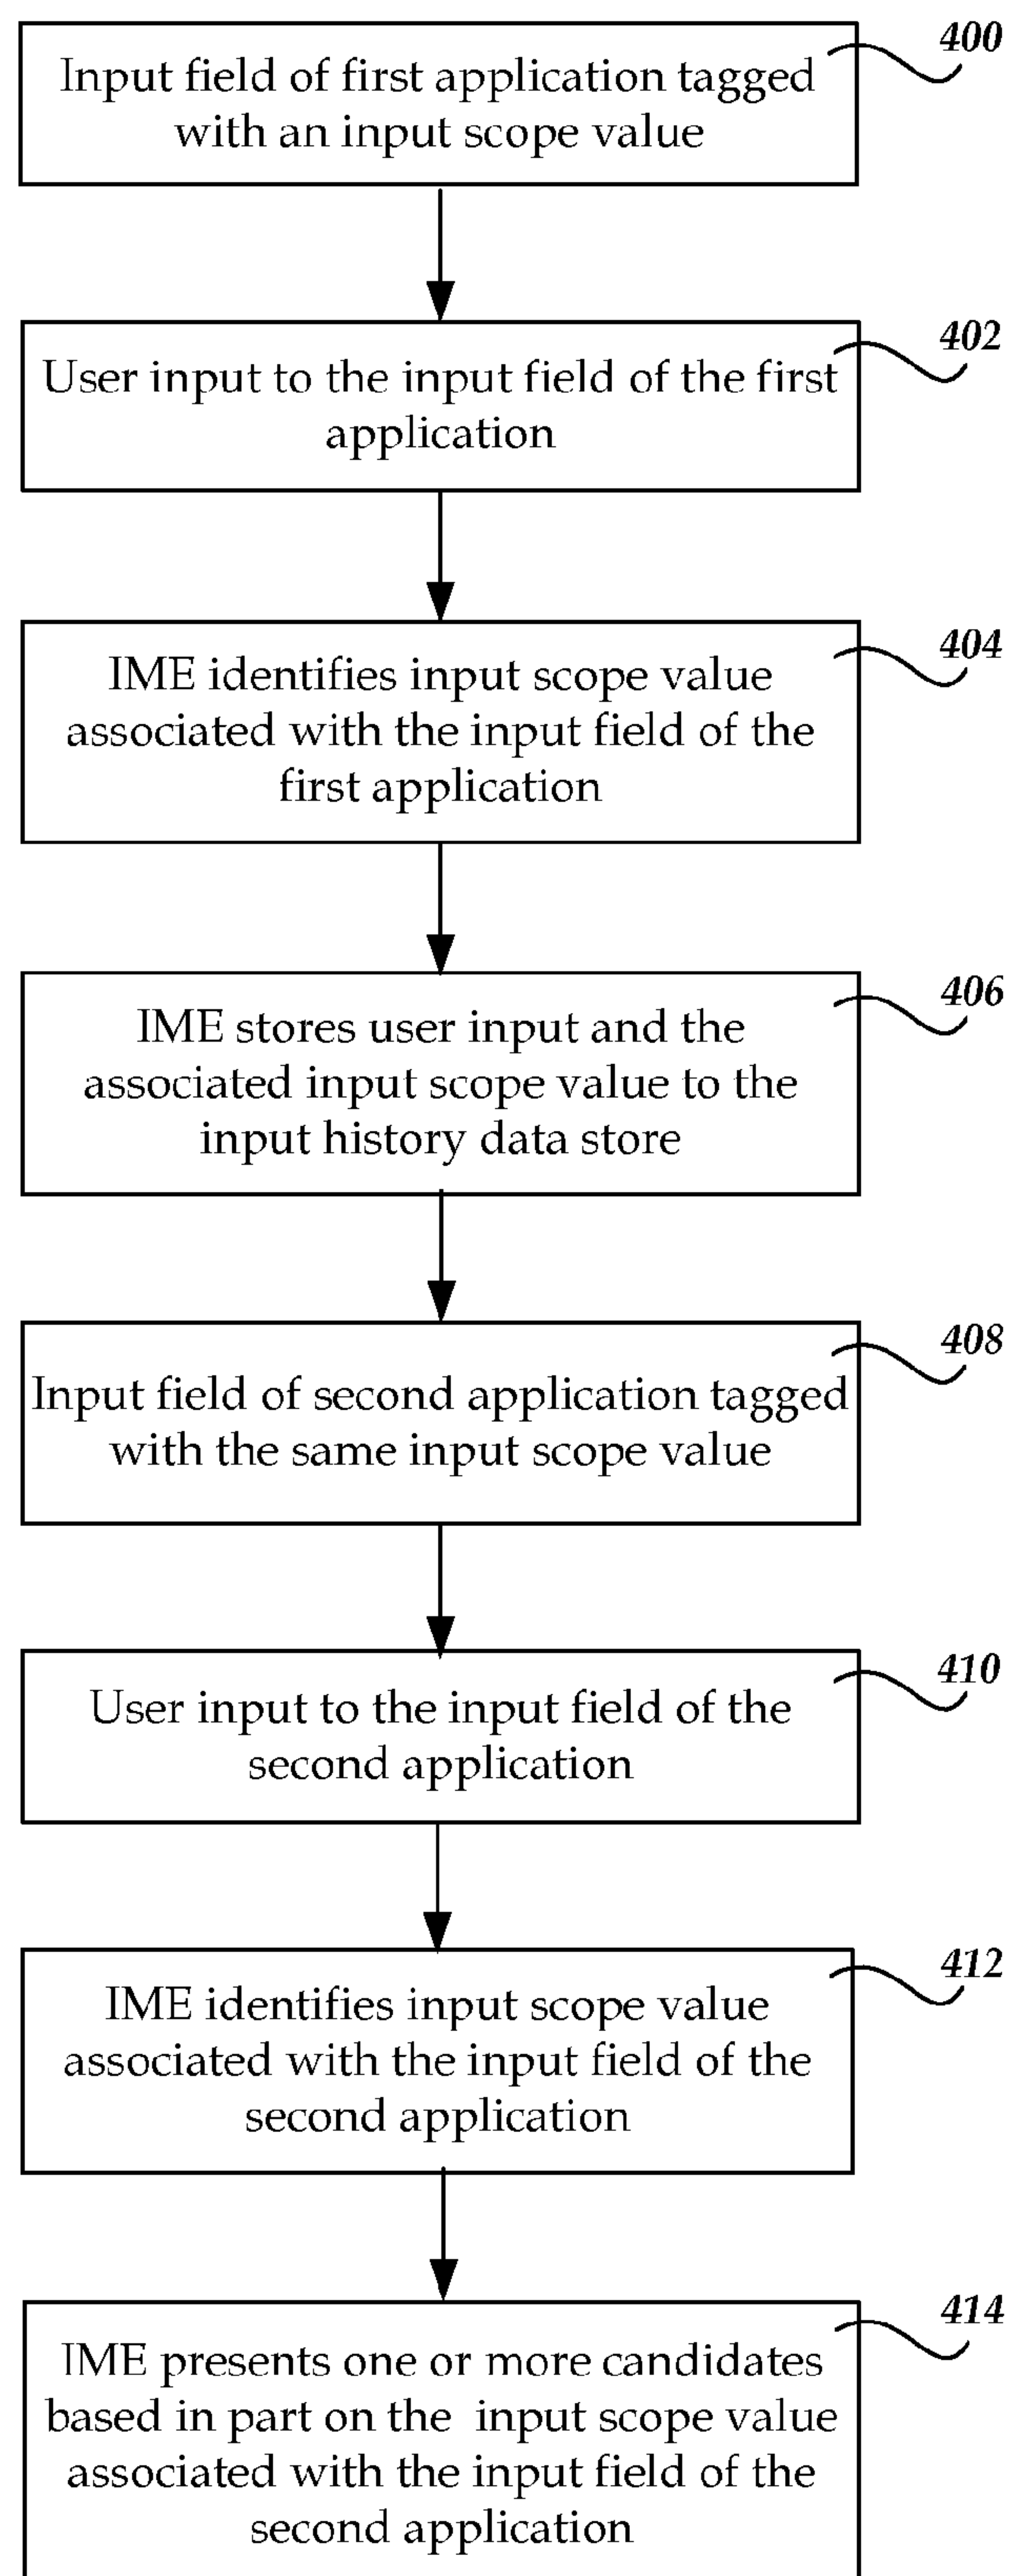 400
Input field of first application tagged
with an input scope value
402
User input to the input field of the first
application
404
IME identifies input scope value
associated with the input field of the
first application
406
IME stores user input and the
associated input scope value to the
input history data store
408
Input field of second application tagged
with the same input scope value
410
User input to the input field of the
second application
412
IME identifies input scope value
associated with the input field of the
second application
414
IME presents one or more candidates
based in part on the input scope value
associated with the input field of the
second application